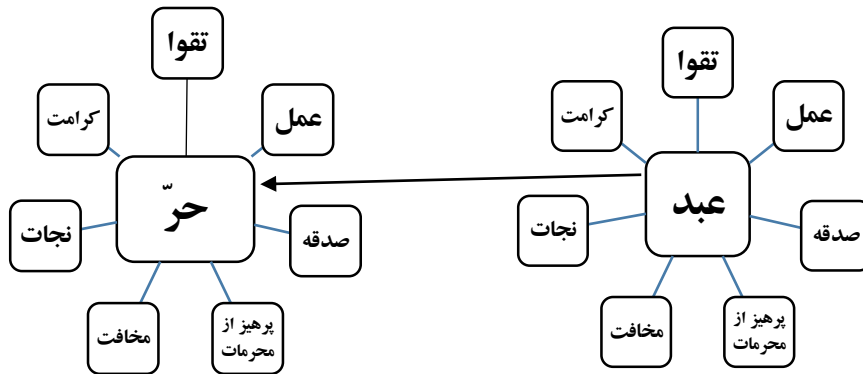 تقوا
عمل
کرامت
عبد
صدقه
نجات
پرهیز از
محرمات
مخافت
تقوا
عمل
کرامت
حرّ
صدقه
نجات
پرهیز از
محرمات
مخافت